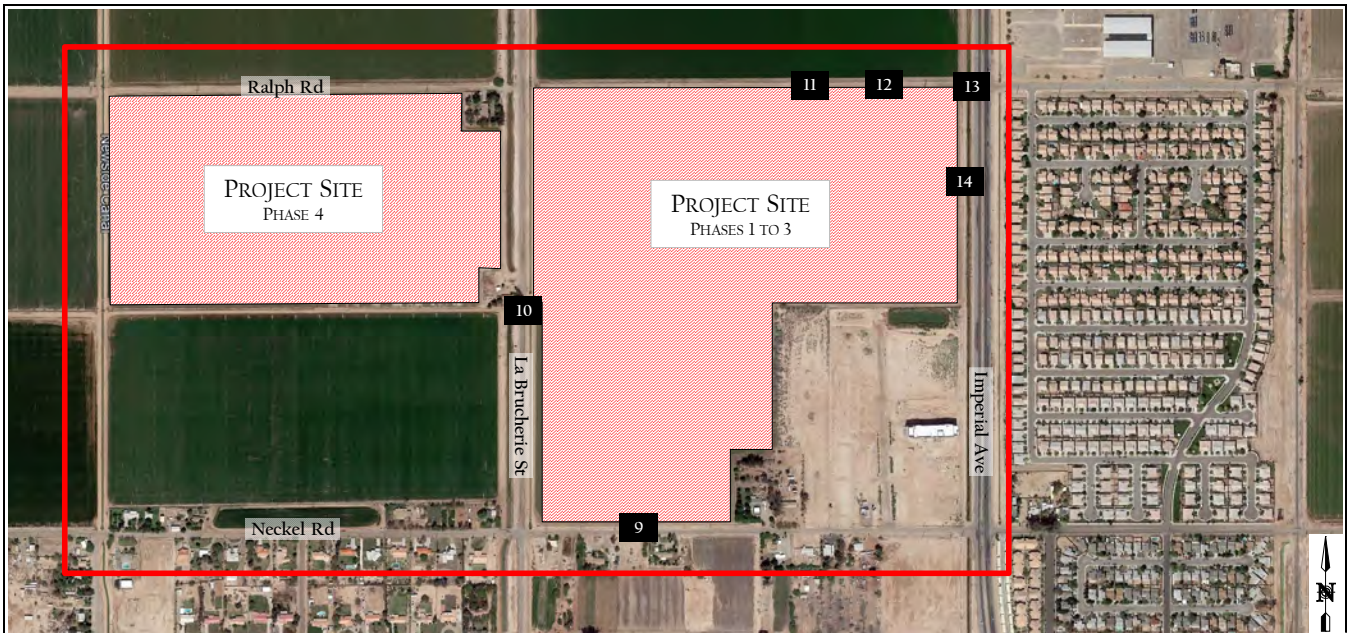 Ralph Rd
11
12
13
PROJECT SITE
PHASE 4
PROJECT SITE
PHASES 1 TO 3
14
10
La Brucherie St
Imperial Ave
Neckel Rd
9
N